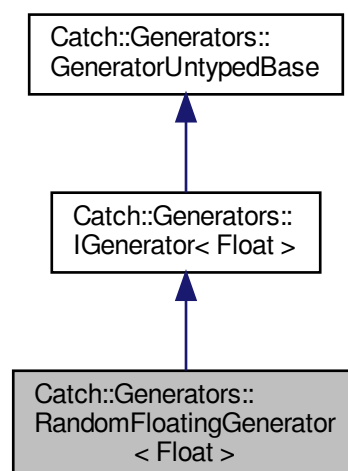 Catch::Generators::
GeneratorUntypedBase
Catch::Generators::
IGenerator< Float >
Catch::Generators::
RandomFloatingGenerator
< Float >